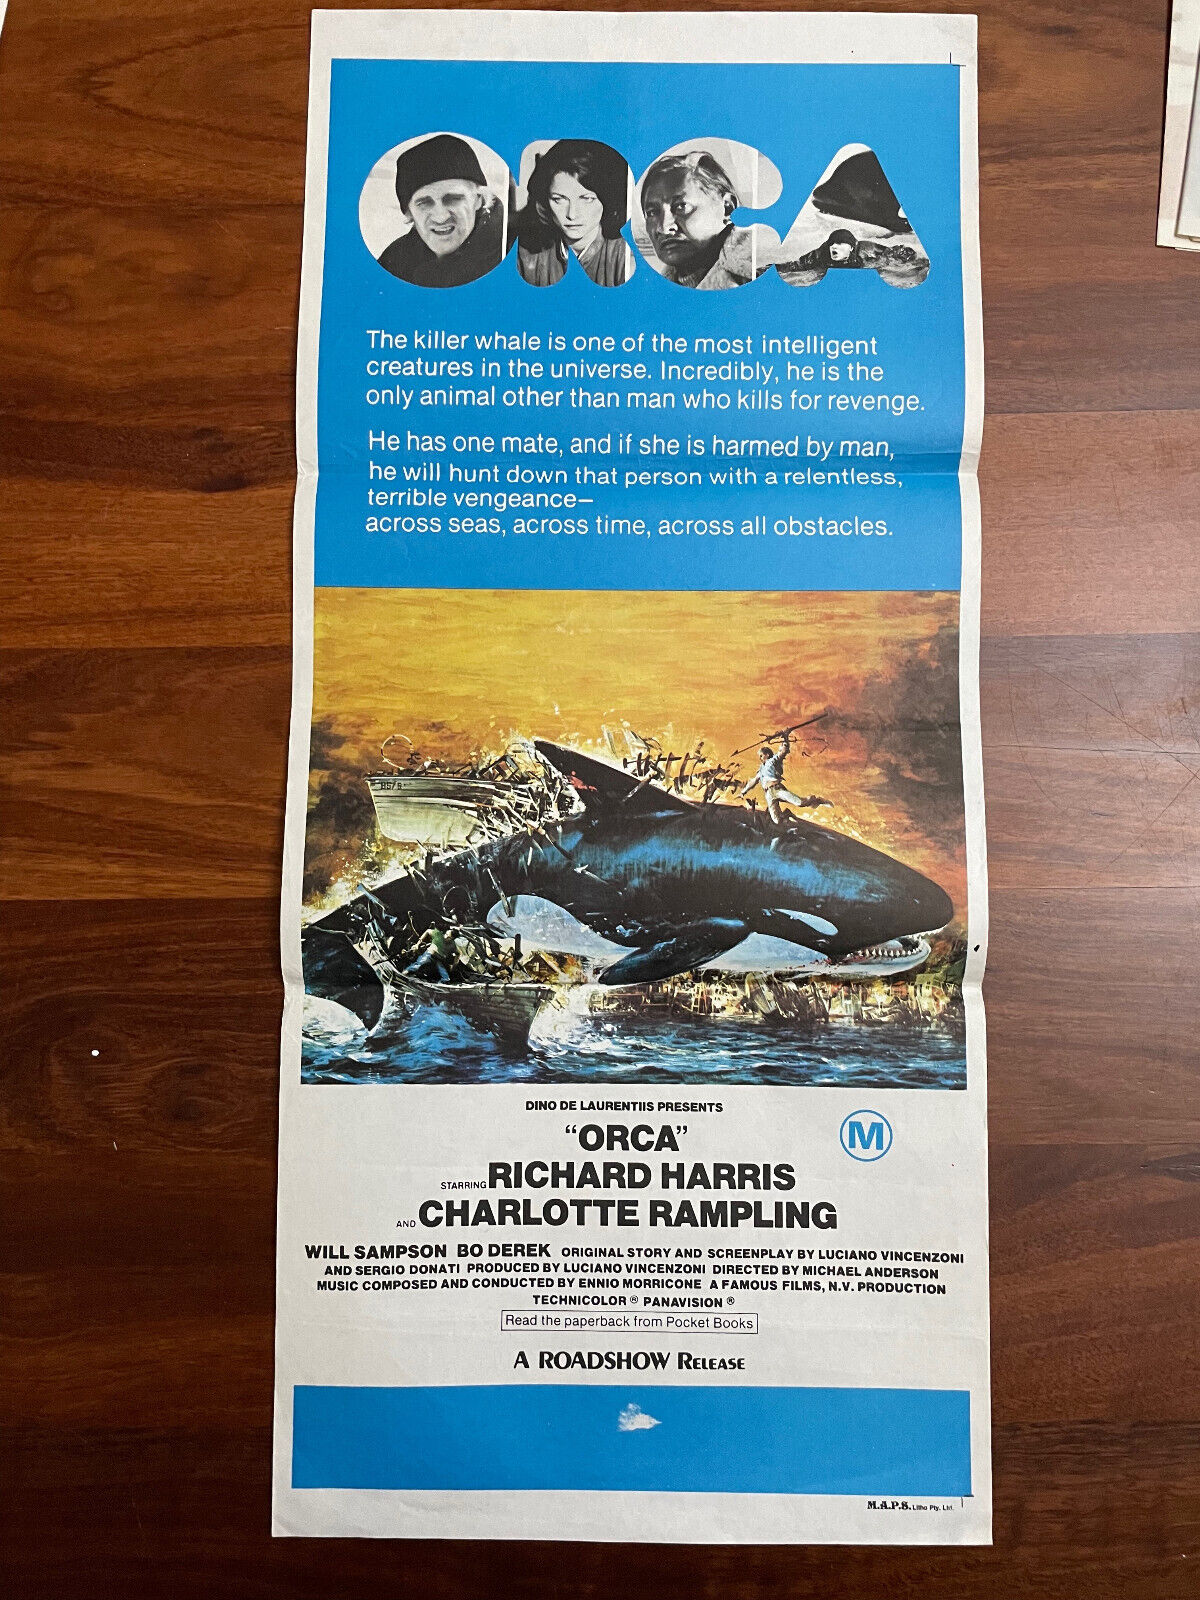 ORCA
The killer whale is one of the most intelligent
creatures in the universe. Incredibly, he is the
only animal other than man who kills for revenge.
He has one mate, and if she is harmed by man,
he will hunt down that person with a relentless,
terrible vengeance—
across seas, across time, across all obstacles.
DINO DE LAURENTIIS PRESENTS
"ORCA"
M
STARRING RICHARD HARRIS
AND CHARLOTTE RAMPLING
WILL SAMPSON BO DEREK ORIGINAL STORY AND SCREENPLAY BY LUCIANO VINCENZONI
AND SERGIO DONATI PRODUCED BY LUCIANO VINCENZONI DIRECTED BY MICHAEL ANDERSON
MUSIC COMPOSED AND CONDUCTED BY ENNIO MORRICONE A FAMOUS FILMS, N.V. PRODUCTION
TECHNICOLOR ® PANAVISION ®
Read the paperback from Pocket Books
A ROADSHOW RELEASE
M.A.P.S. Litho Pty. Ltd.